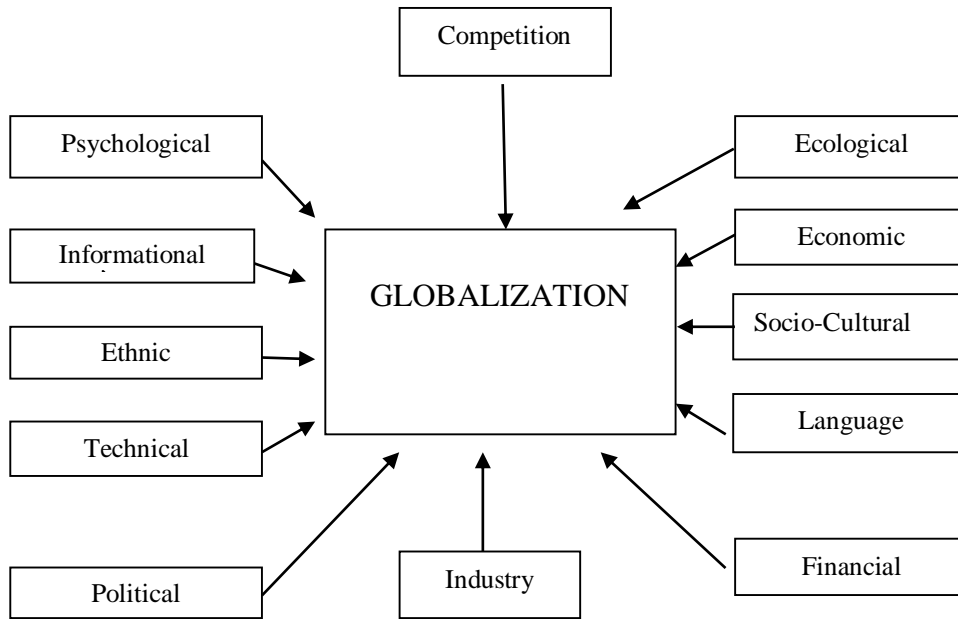 Competition
Psychological
Ecological
Informational
Economic
GLOBALIZATION
Socio-Cultural
Ethnic
Language
Technical
Financial
Industry
Political